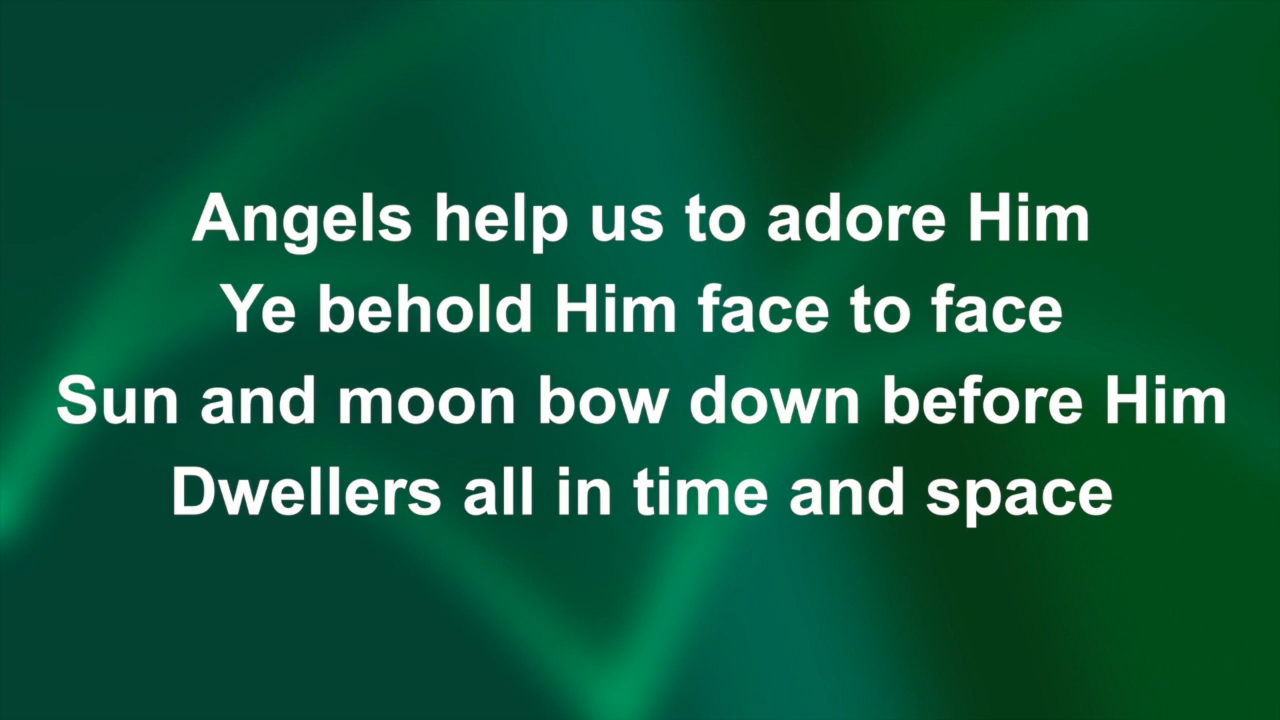 Angels help us to adore Him
Ye behold Him face to face
Sun and moon bow down before Him
Dwellers all in time and space